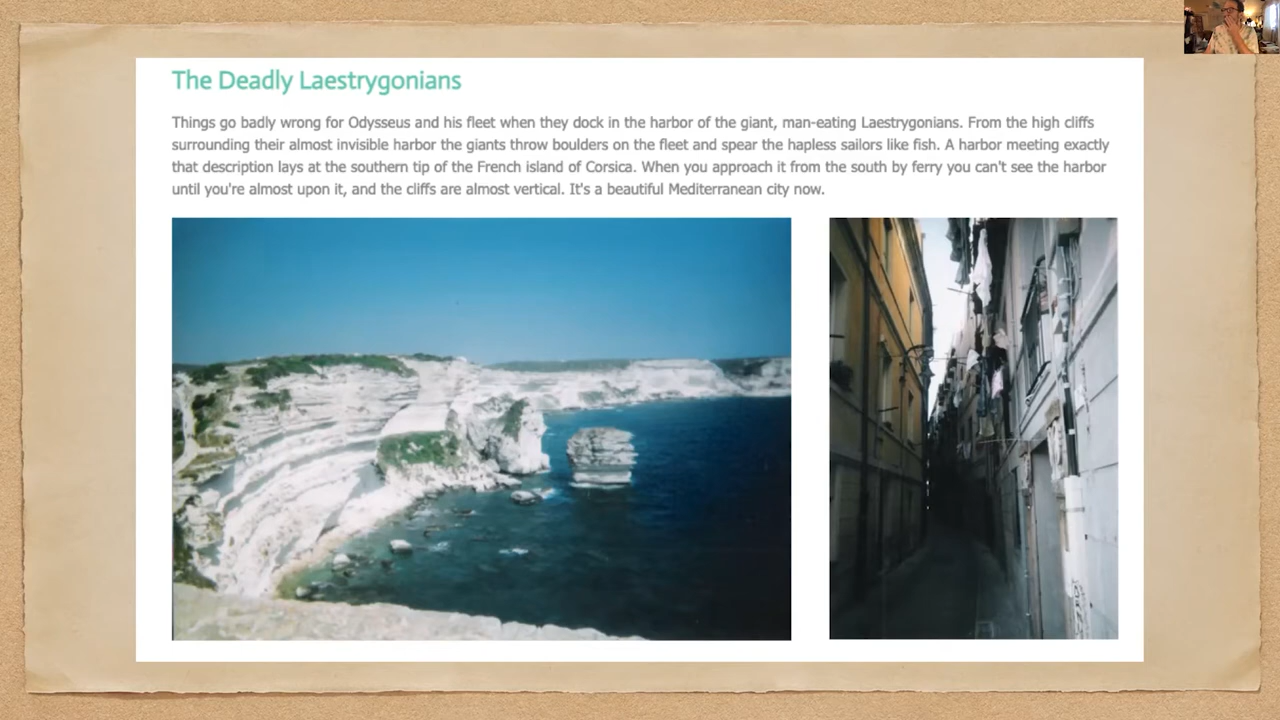 The Deadly Laestrygonians
Things go badly wrong for Odysseus and his fleet when they dock in the harbor of the giant, man-eating Laestrygonians. From the high cliffs
surrounding their almost invisible harbor the giants throw boulders on the fleet and spear the hapless sailors like fish. A harbor meeting exactly
that description lays at the southern tip of the French island of Corsica. When you approach it from the south by ferry you can't see the harbor
until you're almost upon it, and the cliffs are almost vertical. It's a beautiful Mediterranean city now.